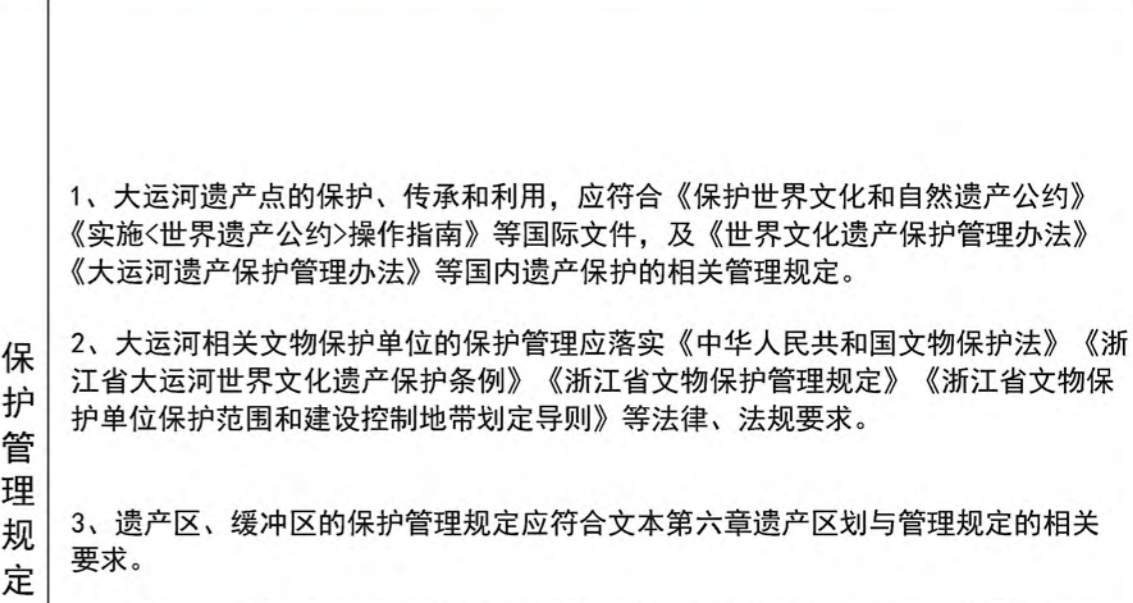 保护管理规定
1、大运河遗产点的保护、传承和利用，应符合《保护世界文化和自然遗产公约》
《实施<世界遗产公约>操作指南》等国际文件，及《世界文化遗产保护管理办法》
《大运河遗产保护管理办法》等国内遗产保护的相关管理规定。
2、大运河相关文物保护单位的保护管理应落实《中华人民共和国文物保护法》《浙
江省大运河世界文化遗产保护条例》《浙江省文物保护管理规定》《浙江省文物保
护单位保护范围和建设控制地带划定导则》等法律、法规要求。
3、遗产区、缓冲区的保护管理规定应符合文本第六章遗产区划与管理规定的相关
要求。